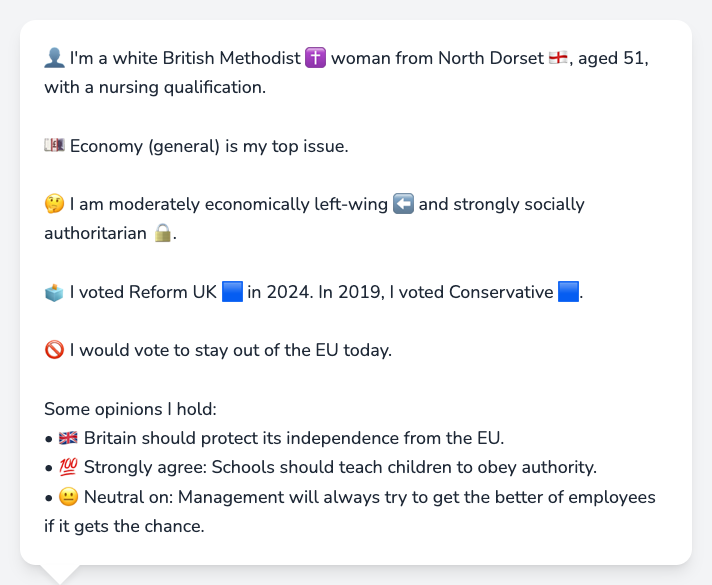 👤 I'm a white British Methodist ✝️ woman from North Dorset 🏴󠁧󠁢󠁥󠁮󠁧󠁿, aged 51,
with a nursing qualification.
💷 Economy (general) is my top issue.
🤔 I am moderately economically left-wing ⬅️ and strongly socially
authoritarian 🔒.
🗳️ I voted Reform UK 🟦 in 2024. In 2019, I voted Conservative 🟦.
🚫 I would vote to stay out of the EU today.
Some opinions I hold:
• 🇬🇧 Britain should protect its independence from the EU.
• 💯 Strongly agree: Schools should teach children to obey authority.
• 😐 Neutral on: Management will always try to get the better of employees
if it gets the chance.